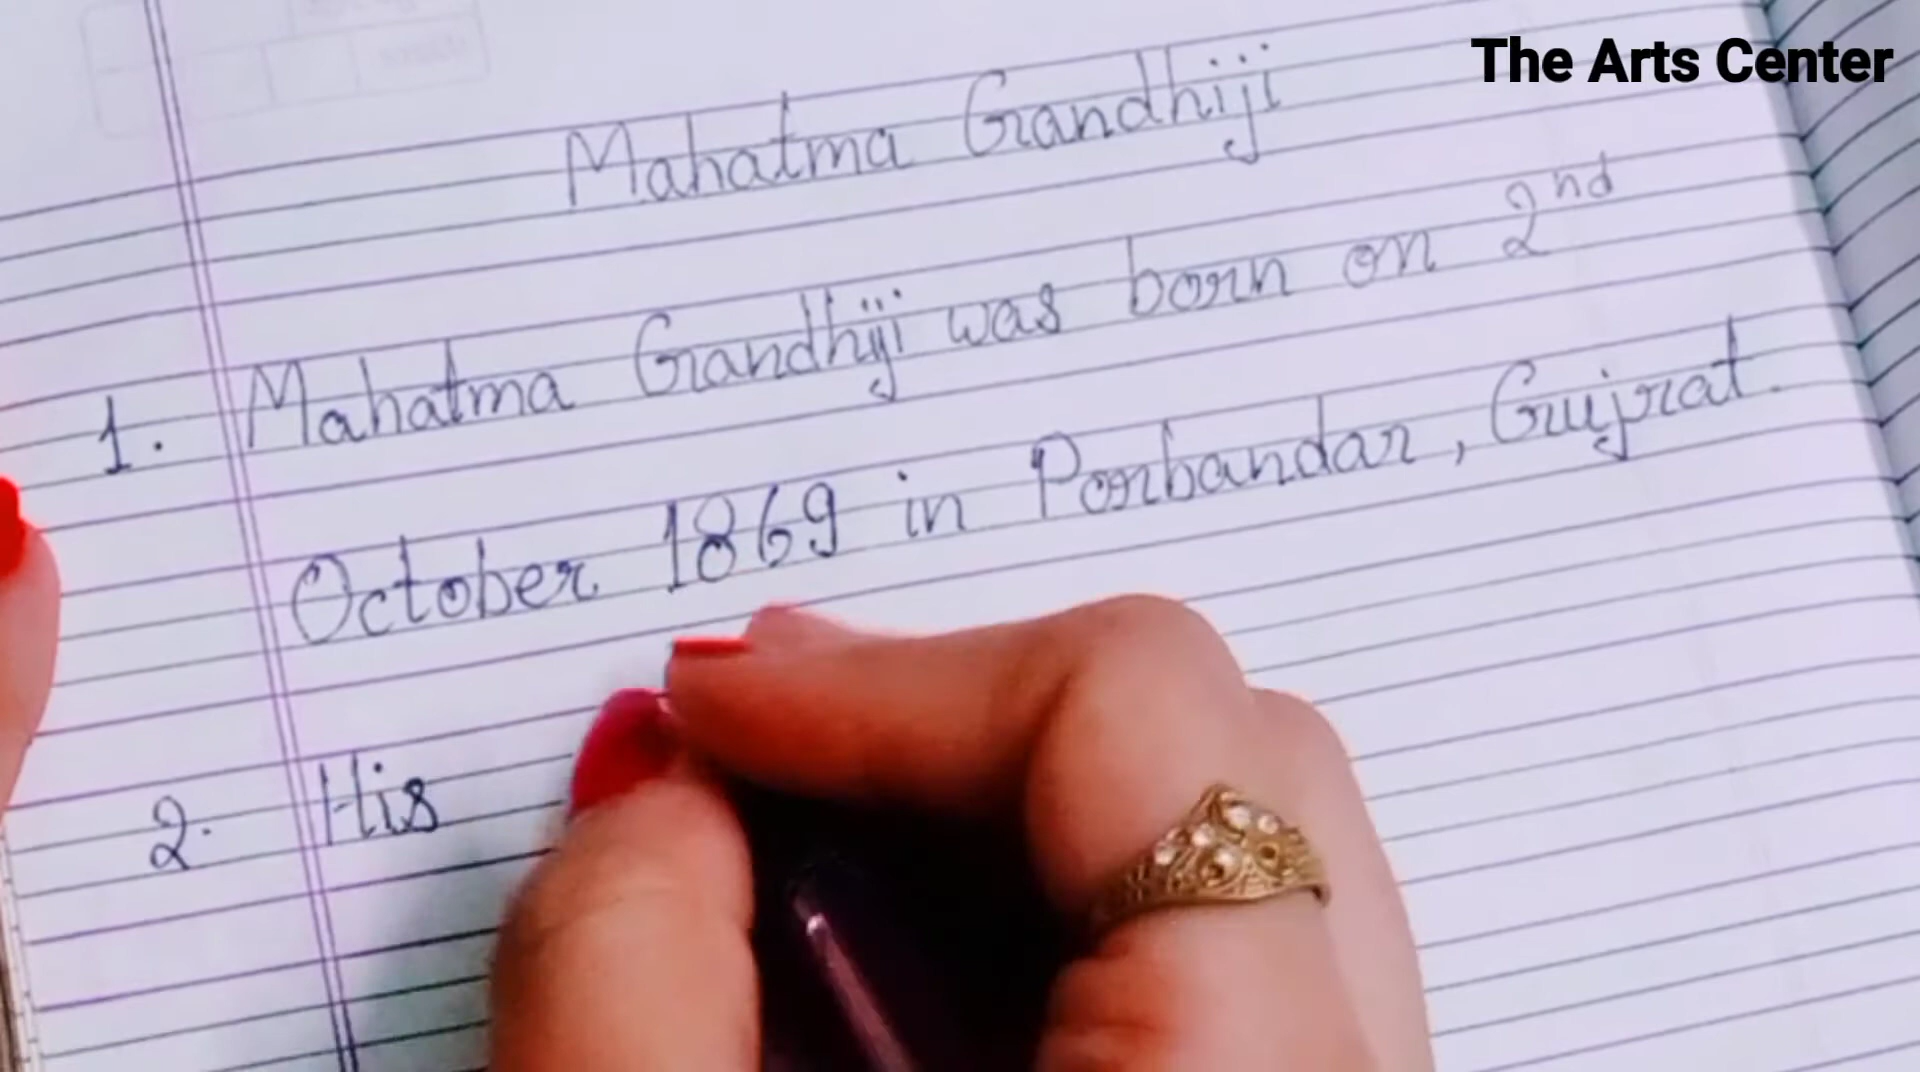 The Arts Center
Mahatma Gandhiji
1. Mahatma Gandhiji was born on 2nd
October 1869 in Porbandar, Gujrat.
2. His